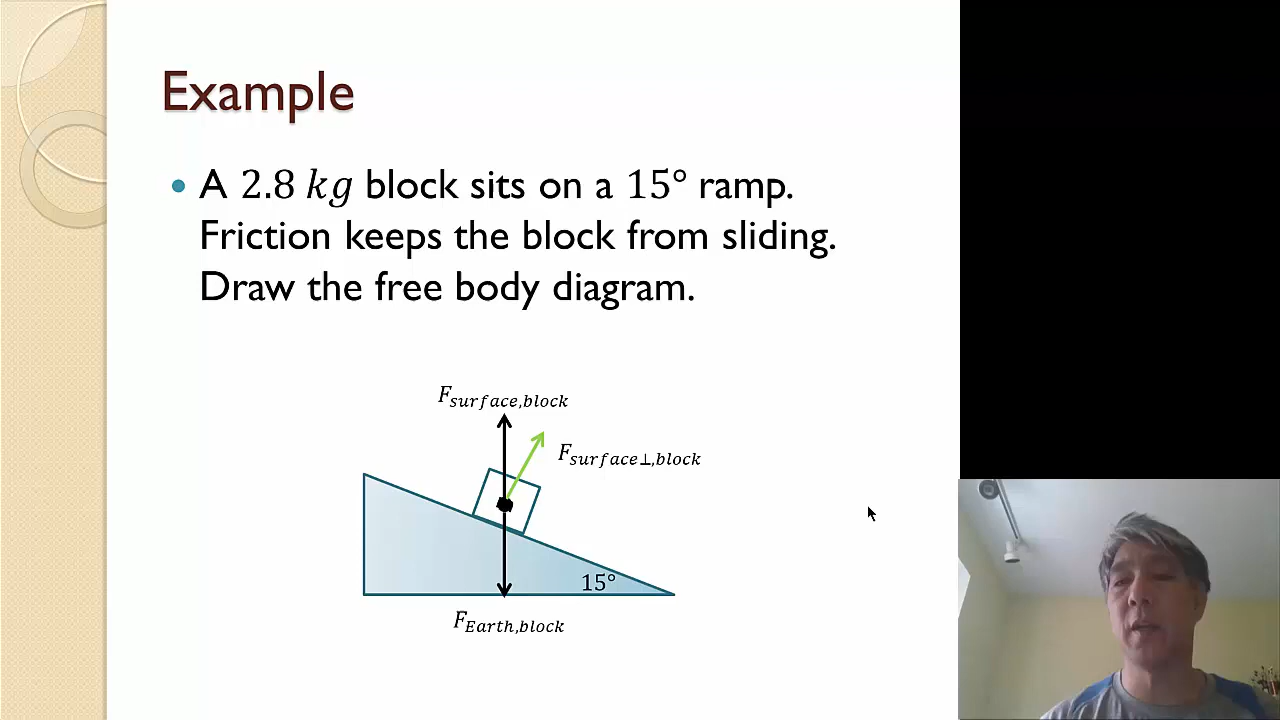 Example
• A 2.8 kg block sits on a 15° ramp.
Friction keeps the block from sliding.
Draw the free body diagram.
F_surface,block
F_surface⊥,block
15°
F_Earth,block